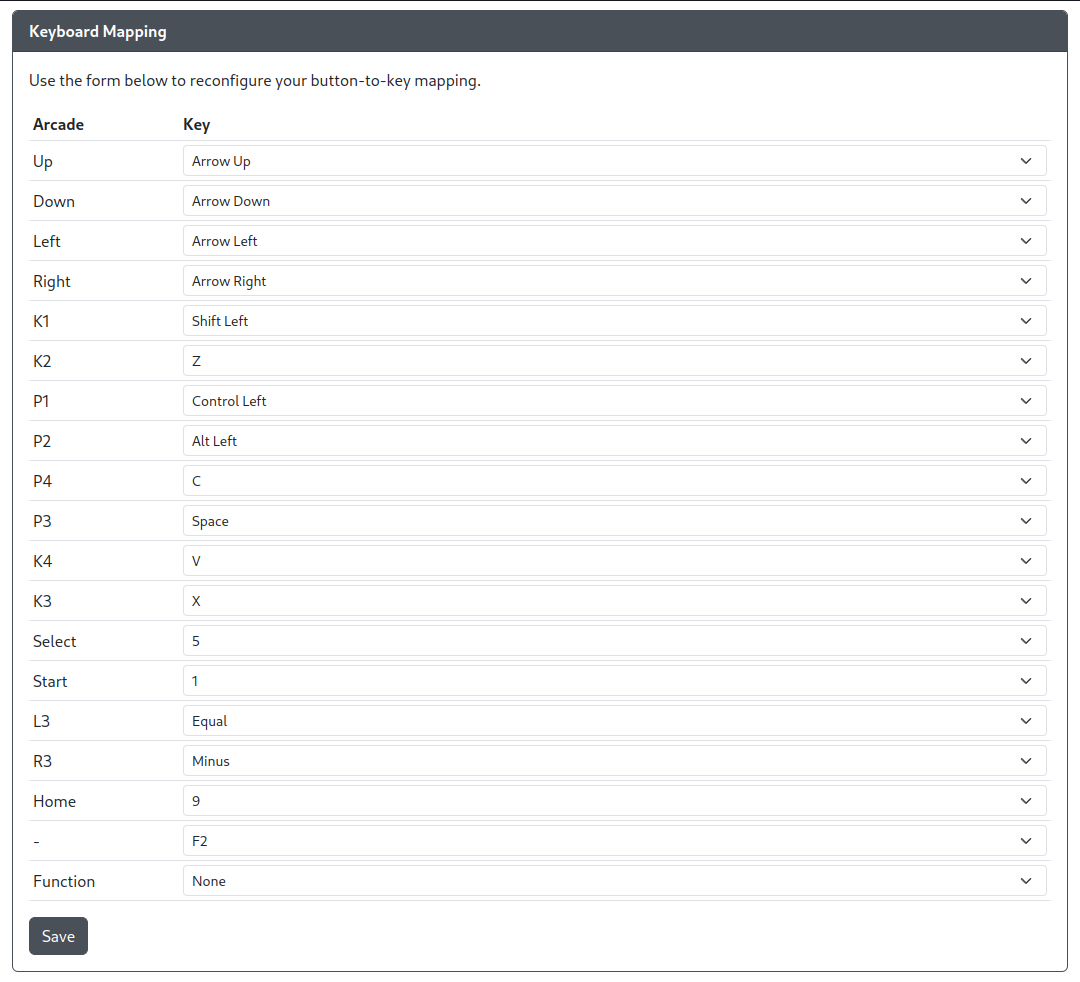 Keyboard Mapping
Use the form below to reconfigure your button-to-key mapping.
Arcade Key
Up Arrow Up
Down Arrow Down
Left Arrow Left
Right Arrow Right
K1 Shift Left
K2 Z
P1 Control Left
P2 Alt Left
P4 C
P3 Space
K4 V
K3 X
Select 5
Start 1
L3 Equal
R3 Minus
Home 9
- F2
Function None
Save